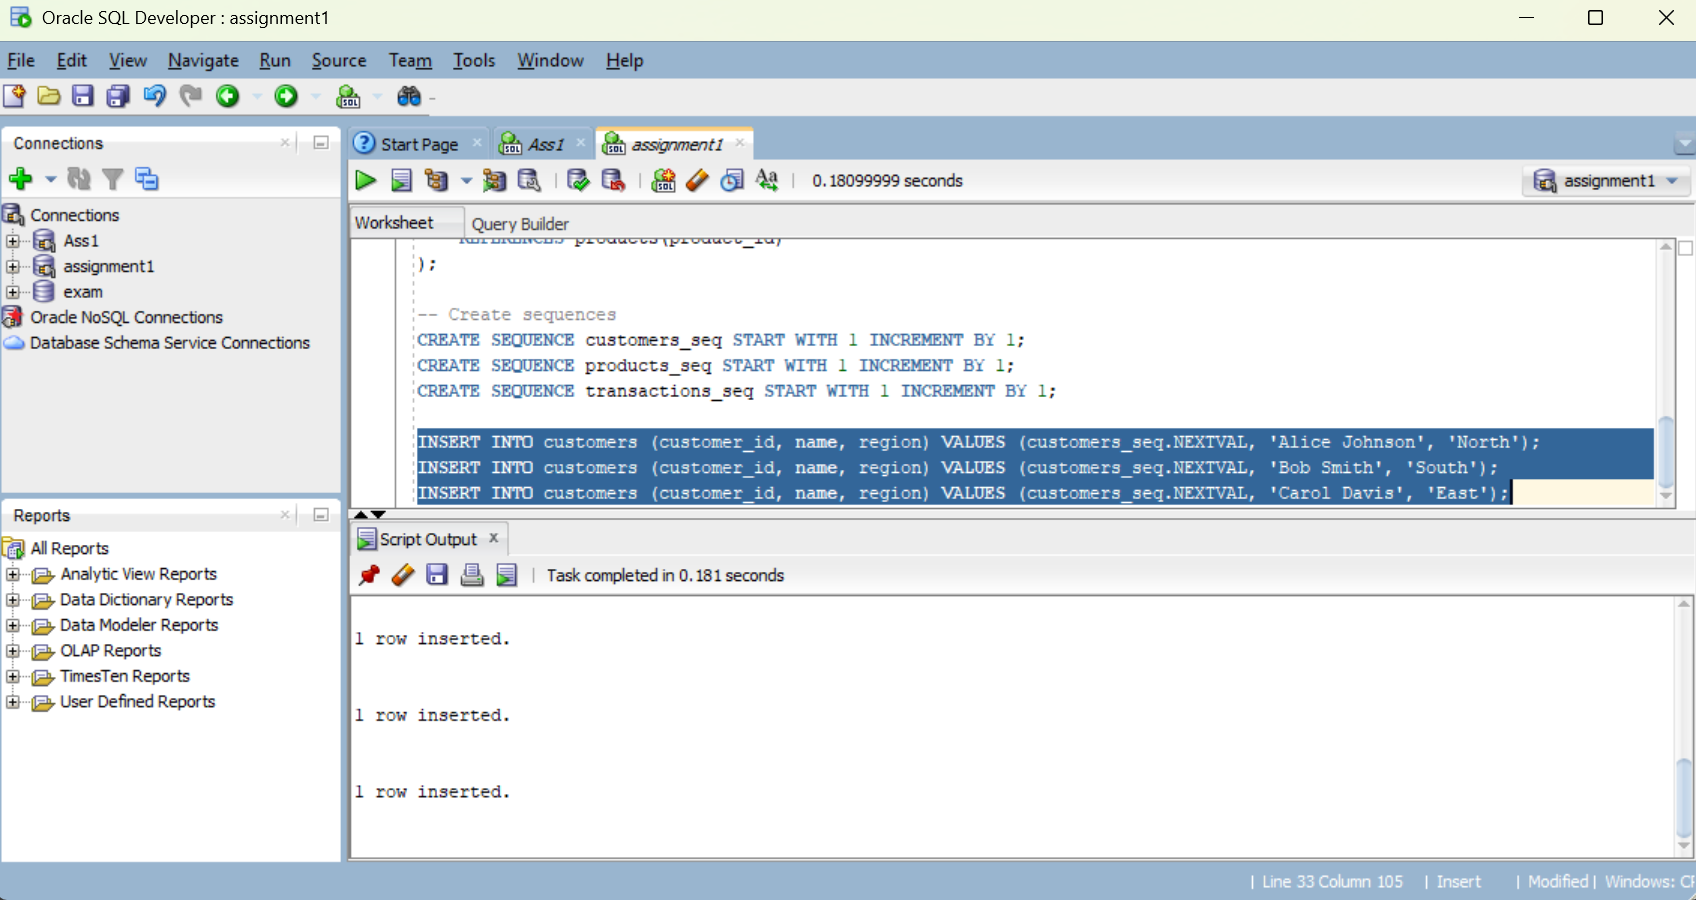 Oracle SQL Developer : assignment1
File Edit View Navigate Run Source Team Tools Window Help
Connections
Connections
Ass1
assignment1
exam
Oracle NoSQL Connections
Database Schema Service Connections
Reports
All Reports
Analytic View Reports
Data Dictionary Reports
Data Modeler Reports
OLAP Reports
TimesTen Reports
User Defined Reports
Start Page Ass1 assignment1
0.18099999 seconds
assignment1
Worksheet Query Builder
REFERENCES products(product_id)
);
-- Create sequences
CREATE SEQUENCE customers_seq START WITH 1 INCREMENT BY 1;
CREATE SEQUENCE products_seq START WITH 1 INCREMENT BY 1;
CREATE SEQUENCE transactions_seq START WITH 1 INCREMENT BY 1;
INSERT INTO customers (customer_id, name, region) VALUES (customers_seq.NEXTVAL, 'Alice Johnson', 'North');
INSERT INTO customers (customer_id, name, region) VALUES (customers_seq.NEXTVAL, 'Bob Smith', 'South');
INSERT INTO customers (customer_id, name, region) VALUES (customers_seq.NEXTVAL, 'Carol Davis', 'East');
Script Output
Task completed in 0.181 seconds
1 row inserted.
1 row inserted.
1 row inserted.
Line 33 Column 105 | Insert | Modified | Windows: